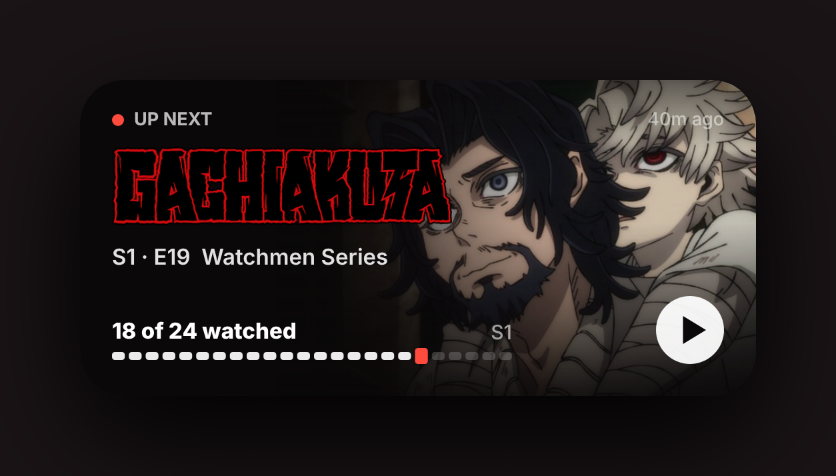 UP NEXT
40m ago
GACHIAKUTA
S1 · E19 Watchmen Series
18 of 24 watched
S1